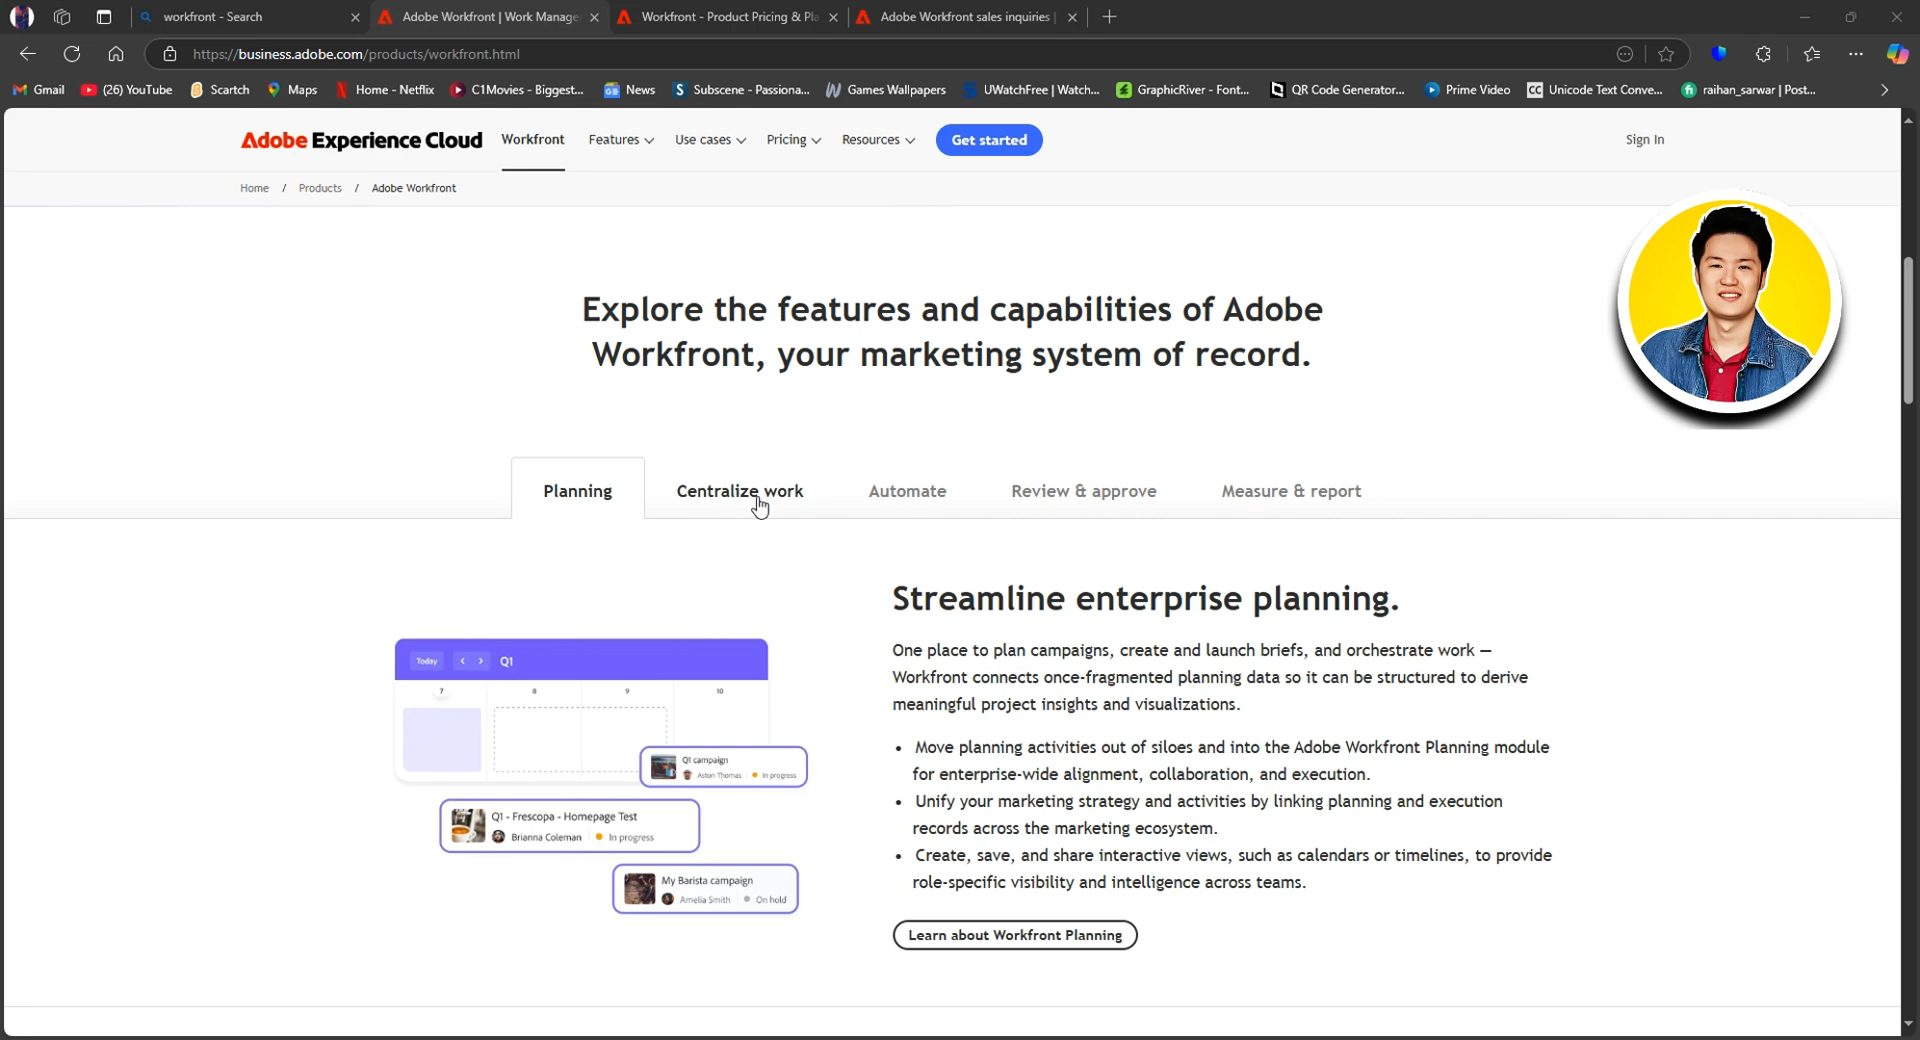 workfront - Search
Adobe Workfront | Work Manage
Workfront - Product Pricing & Pla
Adobe Workfront sales inquiries |
https://business.adobe.com/products/workfront.html
Gmail
(26) YouTube
Scartch
Maps
Home - Netflix
C1Movies - Biggest...
News
Subscene - Passiona...
Games Wallpapers
UWatchFree | Watch...
GraphicRiver - Font...
QR Code Generator...
Prime Video
Unicode Text Conve...
raihan_sarwar | Post...
Adobe Experience Cloud
Workfront
Features
Use cases
Pricing
Resources
Get started
Sign In
Home / Products / Adobe Workfront
Explore the features and capabilities of Adobe
Workfront, your marketing system of record.
Planning
Centralize work
Automate
Review & approve
Measure & report
Today < > Q1
7 8 9 10
Q1 campaign
Aston Thomas In progress
Q1 - Frescopa - Homepage Test
Brianna Coleman In progress
My Barista campaign
Amelia Smith On hold
Streamline enterprise planning.
One place to plan campaigns, create and launch briefs, and orchestrate work —
Workfront connects once-fragmented planning data so it can be structured to derive
meaningful project insights and visualizations.
• Move planning activities out of siloes and into the Adobe Workfront Planning module
for enterprise-wide alignment, collaboration, and execution.
• Unify your marketing strategy and activities by linking planning and execution
records across the marketing ecosystem.
• Create, save, and share interactive views, such as calendars or timelines, to provide
role-specific visibility and intelligence across teams.
Learn about Workfront Planning